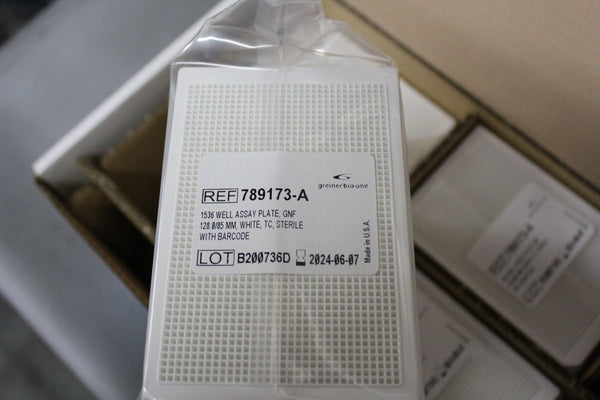 greiner bio-one
REF 789173-A
1536 WELL ASSAY PLATE, GNF
128.0/85 MM, WHITE, TC, STERILE
WITH BARCODE
LOT B200736D 2024-06-07
Made in U.S.A.